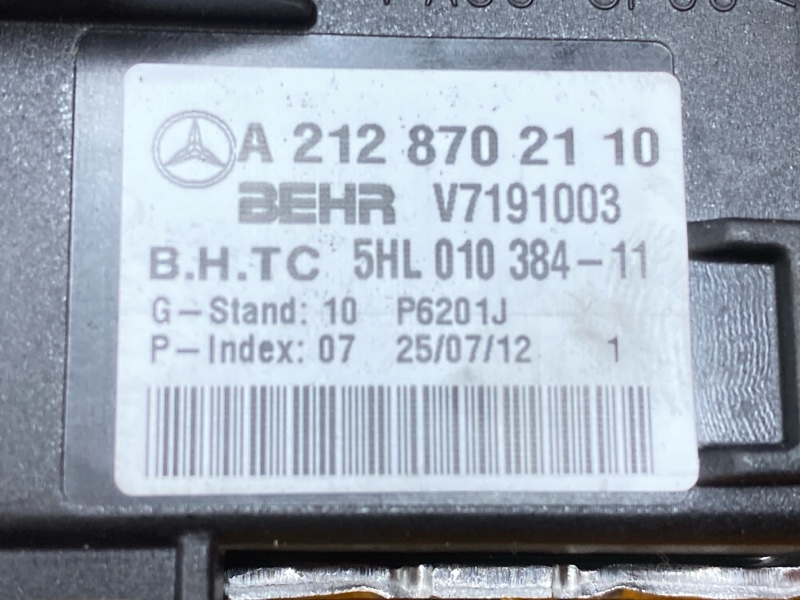 A 212 870 21 10
BEHR V7191003
B.H.TC 5HL 010 384-11
G-Stand: 10 P6201J
P-Index: 07 25/07/12 1